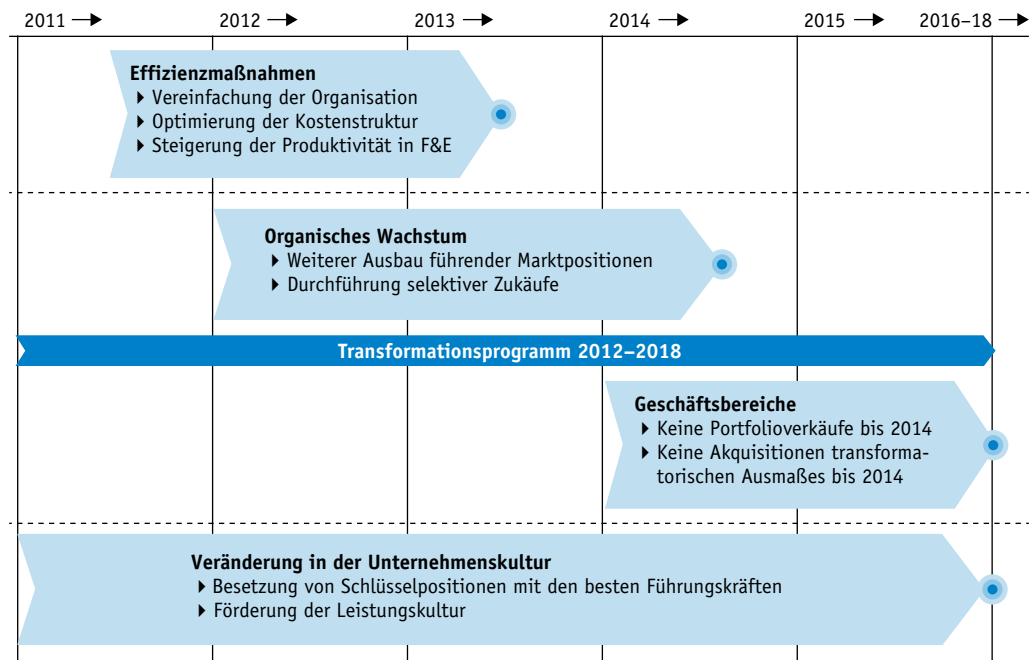 2011 → 2012 → 2013 → 2014 → 2015 → 2016–18 →
Effizienzmaßnahmen
▸ Vereinfachung der Organisation
▸ Optimierung der Kostenstruktur
▸ Steigerung der Produktivität in F&E
Organisches Wachstum
▸ Weiterer Ausbau führender Marktpositionen
▸ Durchführung selektiver Zukäufe
Transformationsprogramm 2012–2018
Geschäftsbereiche
▸ Keine Portfolioverkäufe bis 2014
▸ Keine Akquisitionen transforma-
torischen Ausmaßes bis 2014
Veränderung in der Unternehmenskultur
▸ Besetzung von Schlüsselpositionen mit den besten Führungskräften
▸ Förderung der Leistungskultur